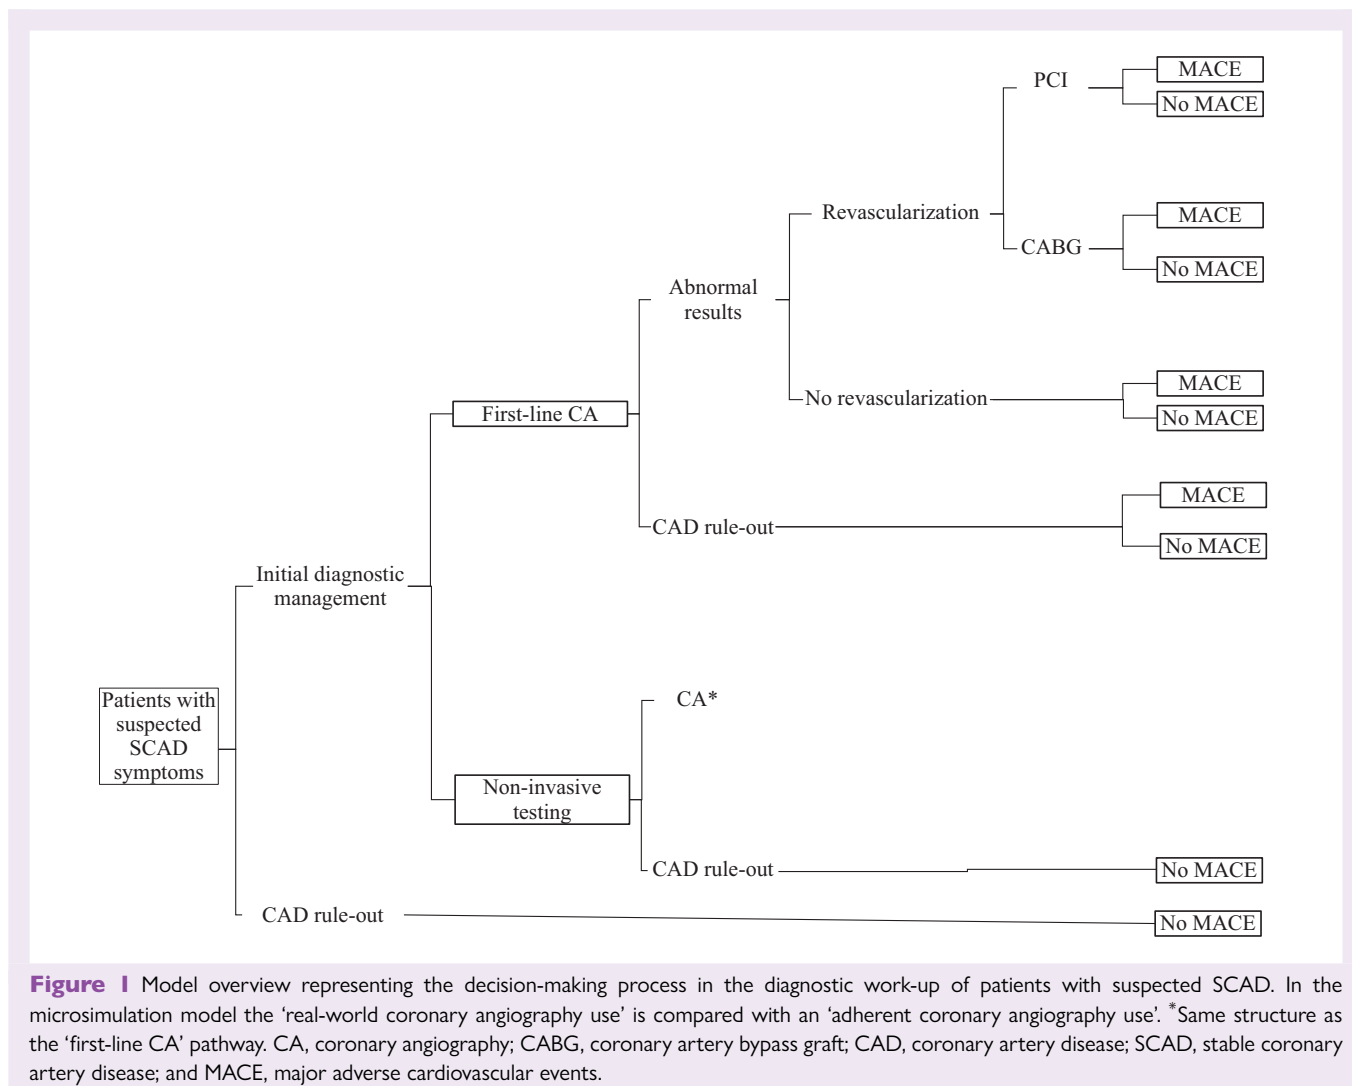 PCI
MACE
No MACE
Revascularization
MACE
CABG
No MACE
Abnormal
results
MACE
No revascularization
No MACE
First-line CA
MACE
CAD rule-out
No MACE
Initial diagnostic
management
CA*
Patients with
suspected
SCAD
symptoms
Non-invasive
testing
CAD rule-out
No MACE
CAD rule-out
No MACE
Figure 1 Model overview representing the decision-making process in the diagnostic work-up of patients with suspected SCAD. In the
microsimulation model the ‘real-world coronary angiography use’ is compared with an ‘adherent coronary angiography use’. *Same structure as
the ‘first-line CA’ pathway. CA, coronary angiography; CABG, coronary artery bypass graft; CAD, coronary artery disease; SCAD, stable coronary
artery disease; and MACE, major adverse cardiovascular events.